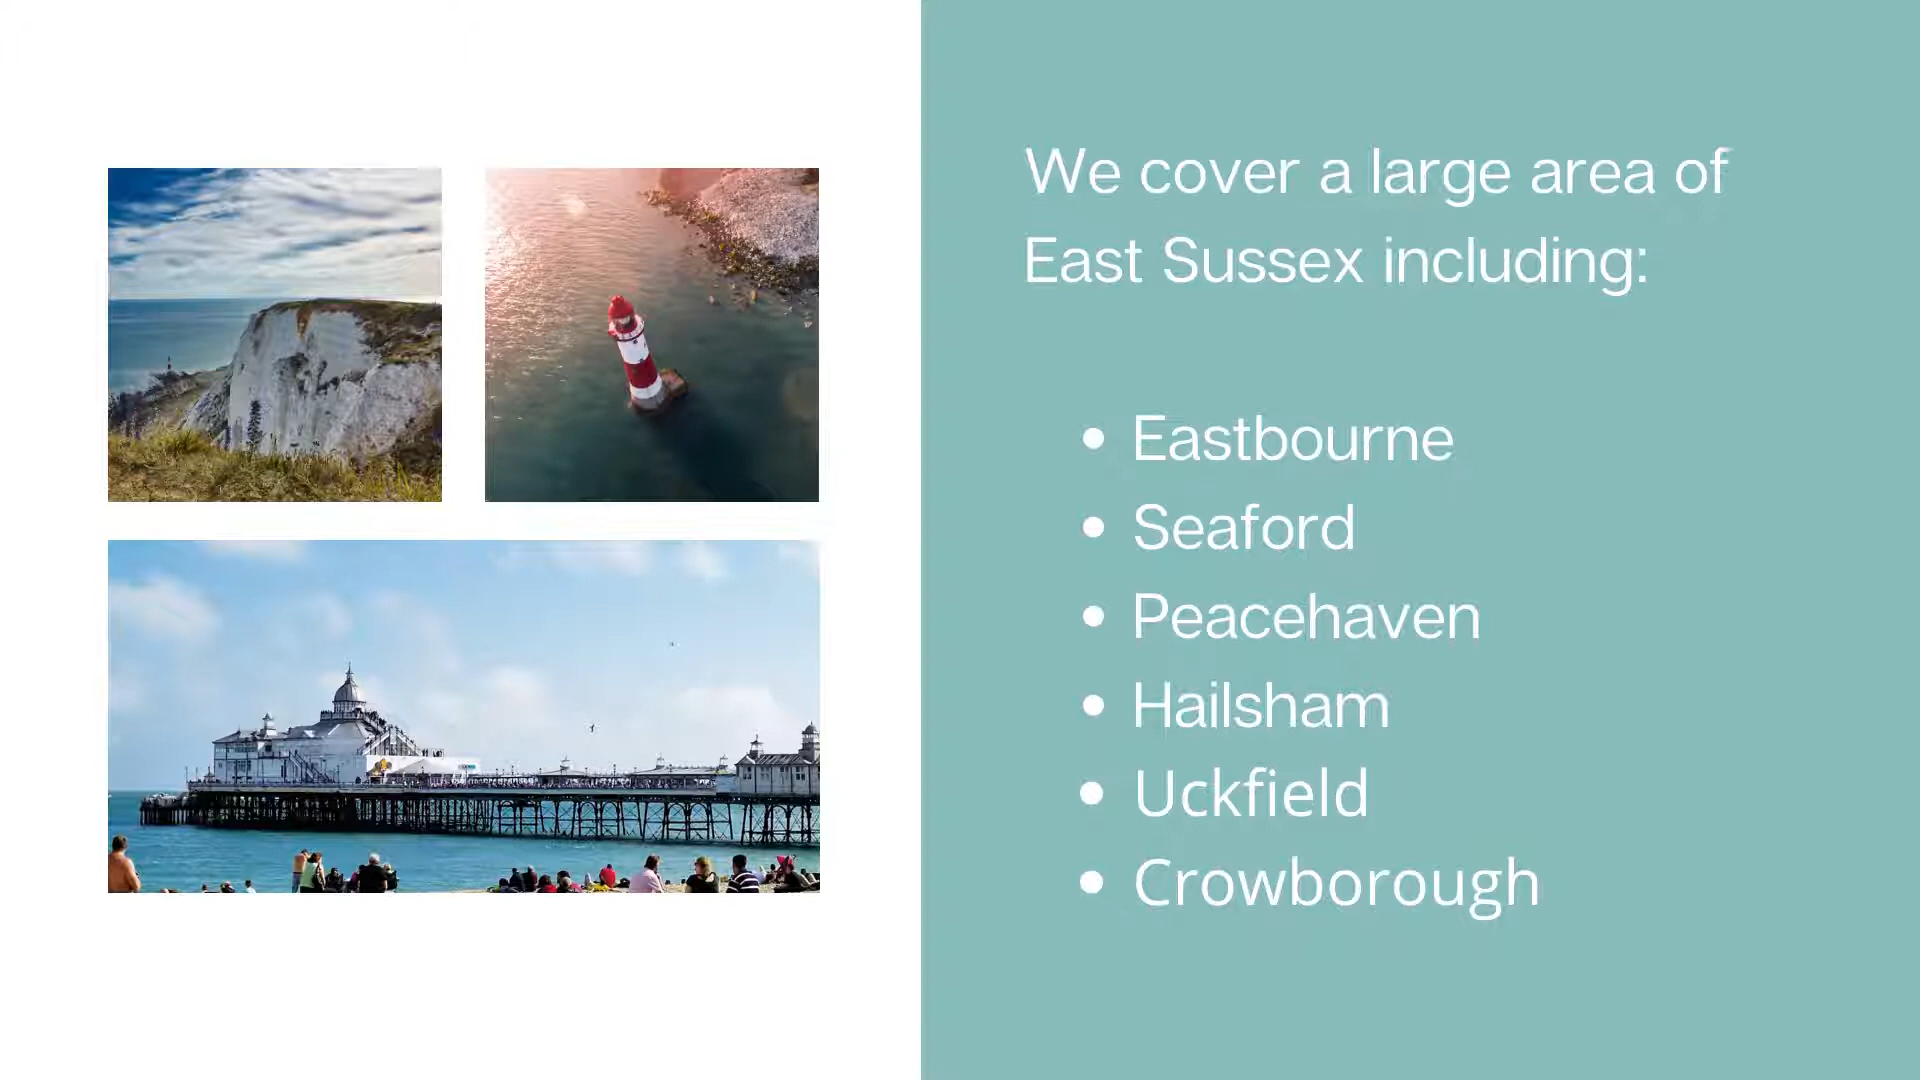 We cover a large area of
East Sussex including:
• Eastbourne
• Seaford
• Peacehaven
• Hailsham
• Uckfield
• Crowborough